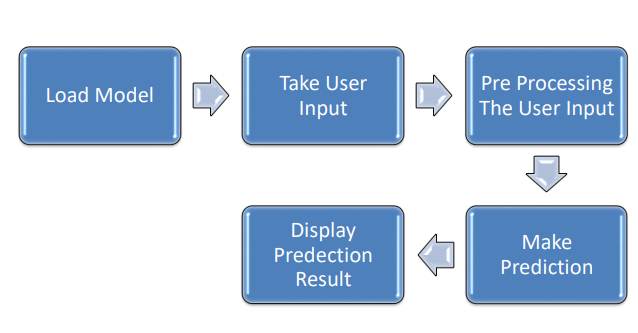 Load Model
Take User
Input
Pre Processing
The User Input
Make
Prediction
Display
Predection
Result